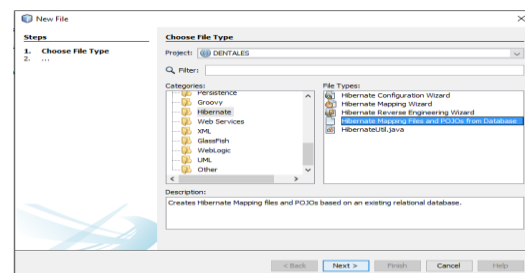 New File
Steps
1. Choose File Type
2. ...
Choose File Type
Project: DENTALES
Filter:
Categories:
Persistence
Groovy
Hibernate
Web Services
XML
GlassFish
WebLogic
UML
Other
File Types:
Hibernate Configuration Wizard
Hibernate Mapping Wizard
Hibernate Reverse Engineering Wizard
Hibernate Mapping Files and POJOs from Database
HibernateUtil.java
Description:
Creates Hibernate Mapping files and POJOs based on an existing relational database.
< Back Next > Finish Cancel Help